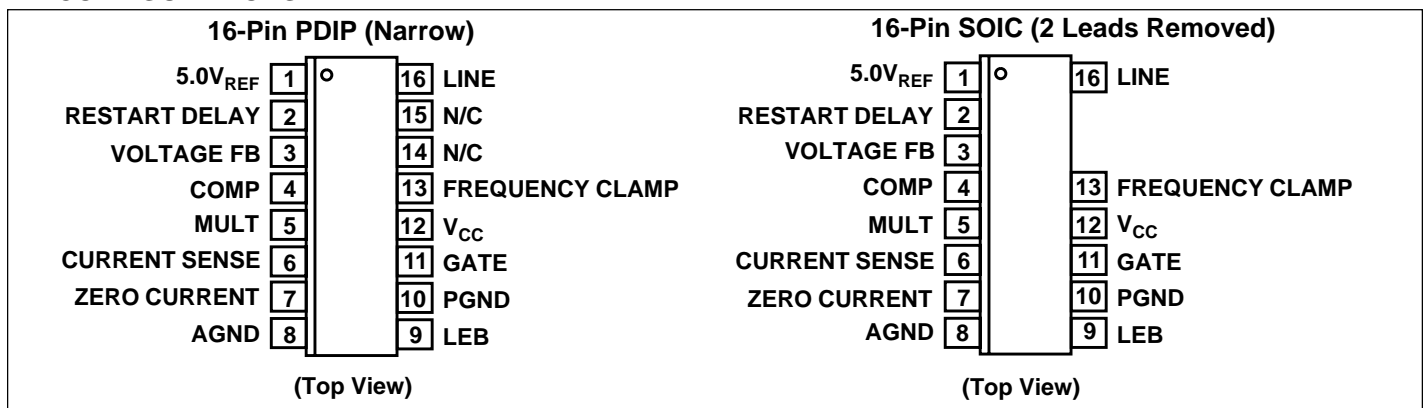 16-Pin PDIP (Narrow)
5.0VREF 1 16 LINE
RESTART DELAY 2 15 N/C
VOLTAGE FB 3 14 N/C
COMP 4 13 FREQUENCY CLAMP
MULT 5 12 VCC
CURRENT SENSE 6 11 GATE
ZERO CURRENT 7 10 PGND
AGND 8 9 LEB
(Top View)
16-Pin SOIC (2 Leads Removed)
5.0VREF 1 16 LINE
RESTART DELAY 2
VOLTAGE FB 3
COMP 4 13 FREQUENCY CLAMP
MULT 5 12 VCC
CURRENT SENSE 6 11 GATE
ZERO CURRENT 7 10 PGND
AGND 8 9 LEB
(Top View)